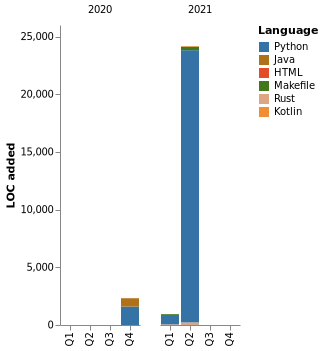 2020 2021
Language
Python
Java
HTML
Makefile
Rust
Kotlin
LOC added
25,000
20,000
15,000
10,000
5,000
0
Q1 Q2 Q3 Q4 Q1 Q2 Q3 Q4